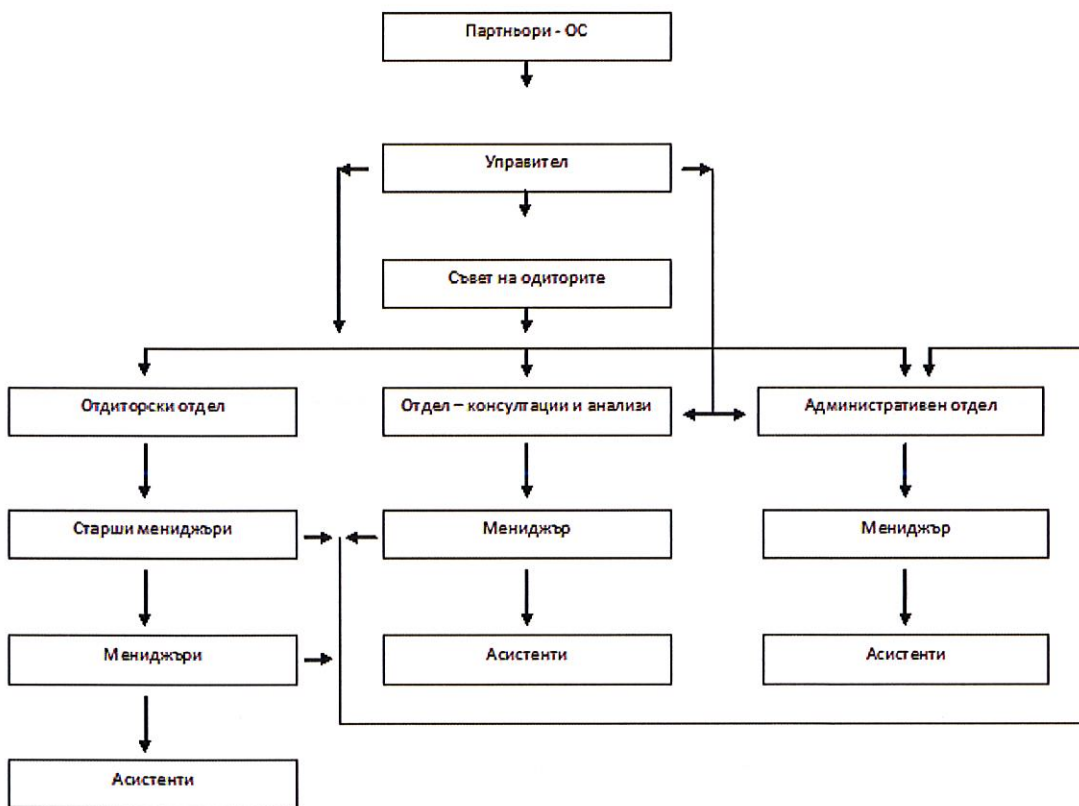 Партньори - ОС
Управител
Съвет на одиторите
Отдиторски отдел
Отдел – консултации и анализи
Административен отдел
Старши мениджъри
Мениджър
Мениджър
Мениджъри
Асистенти
Асистенти
Асистенти